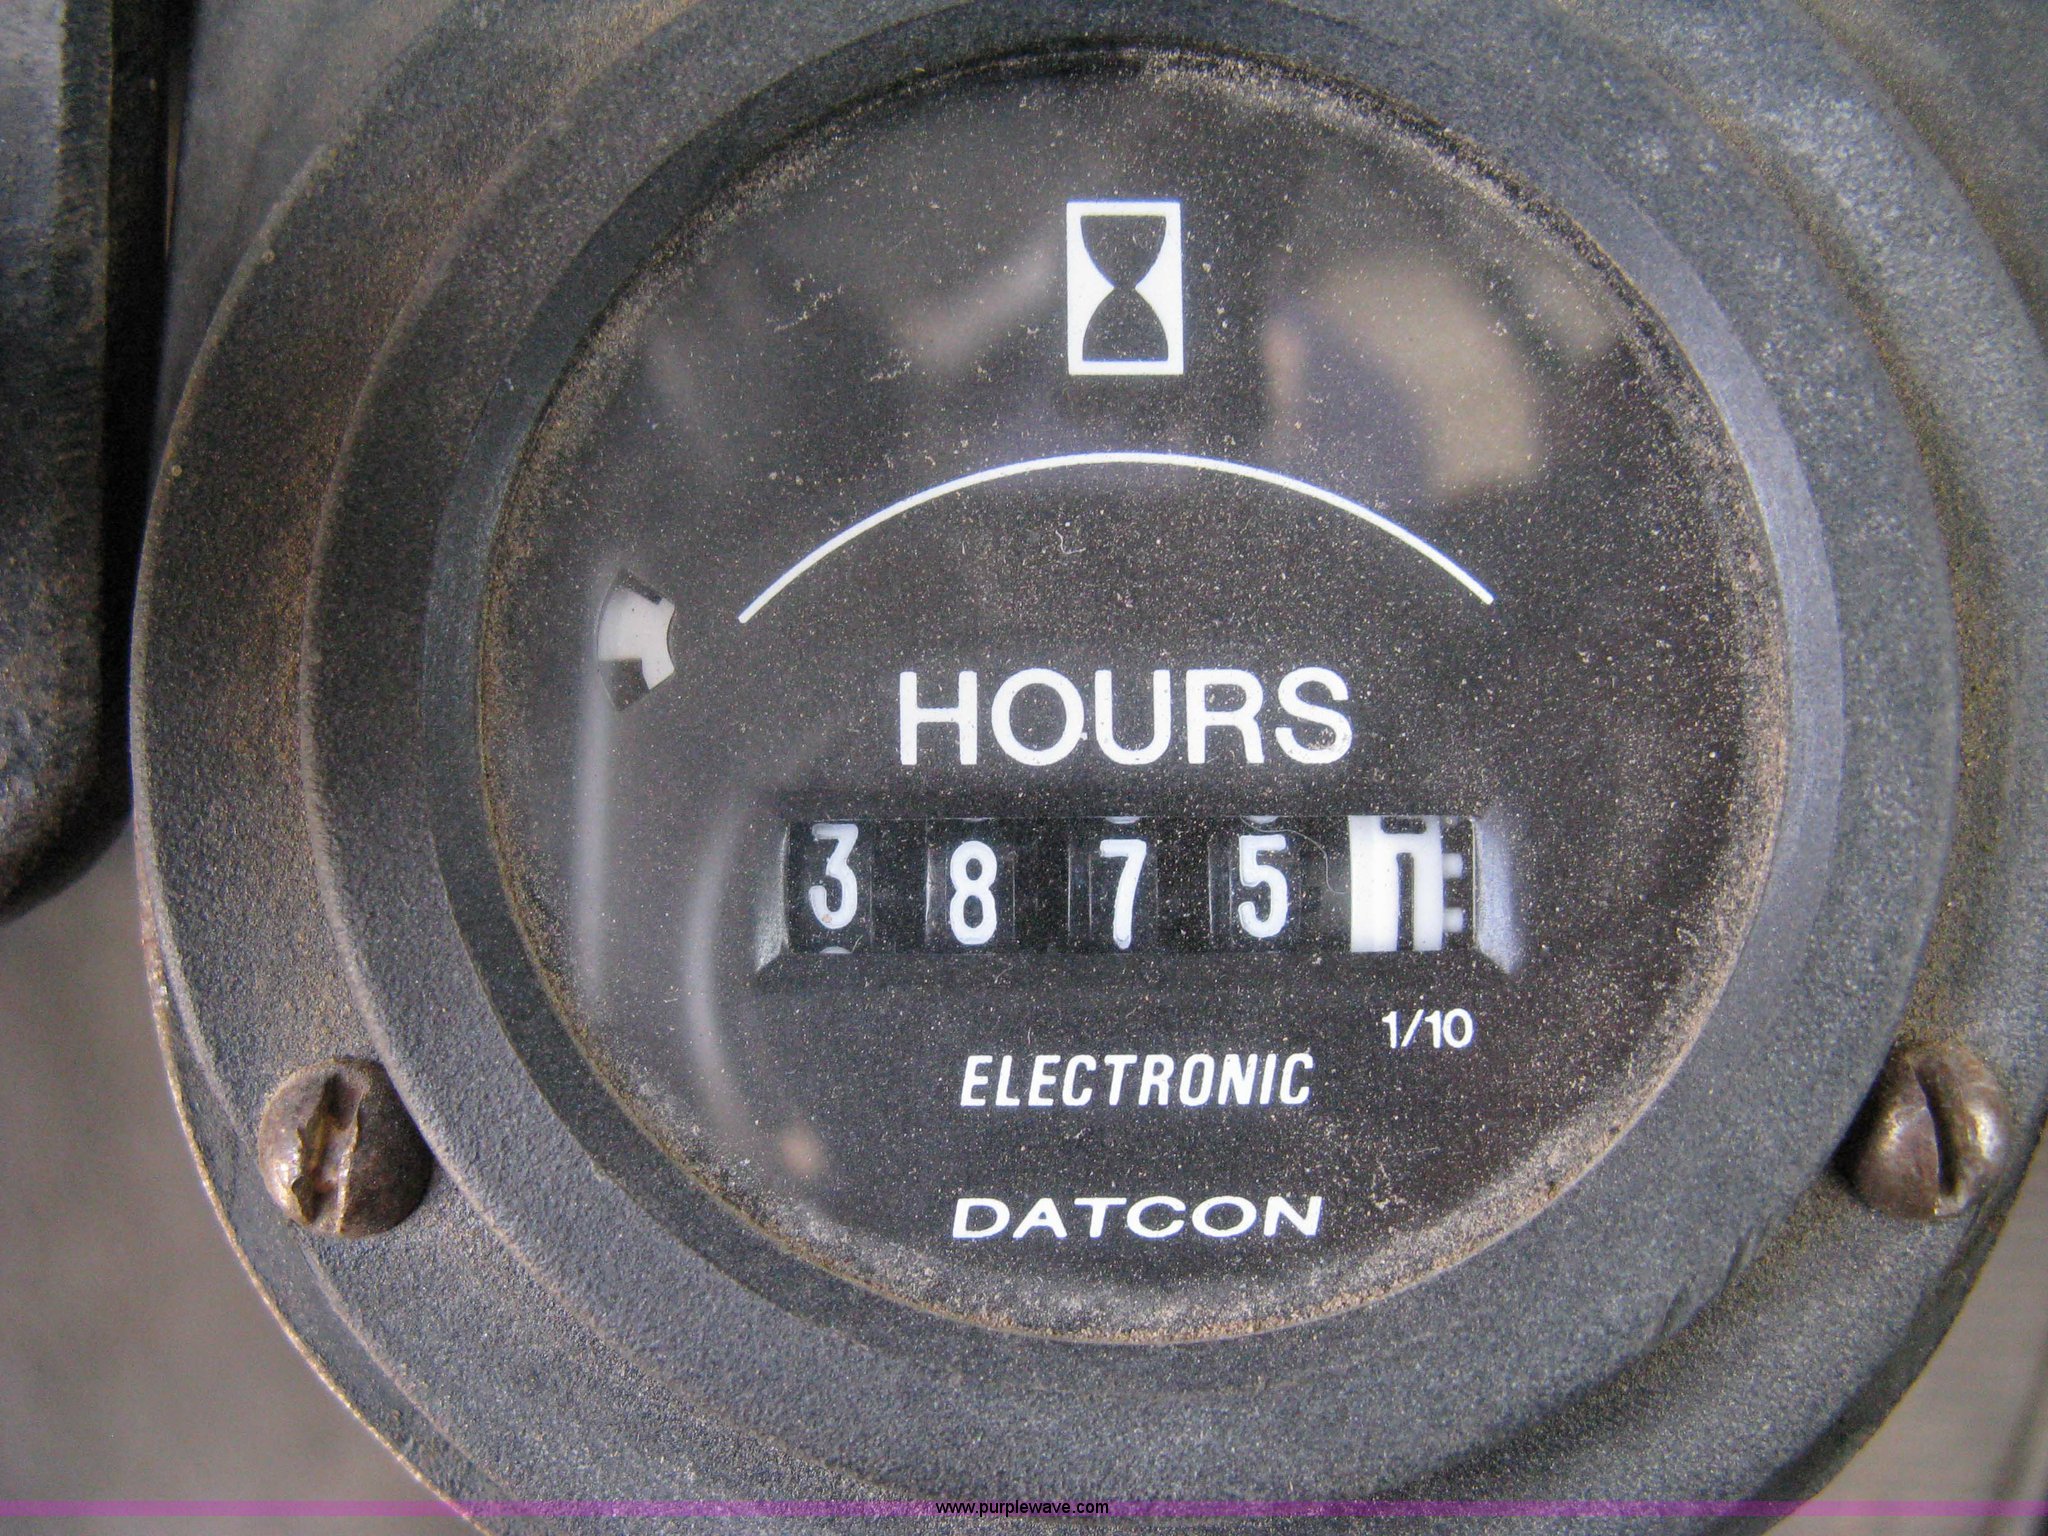 HOURS
3875
1/10
ELECTRONIC
DATCON
www.purplewave.com